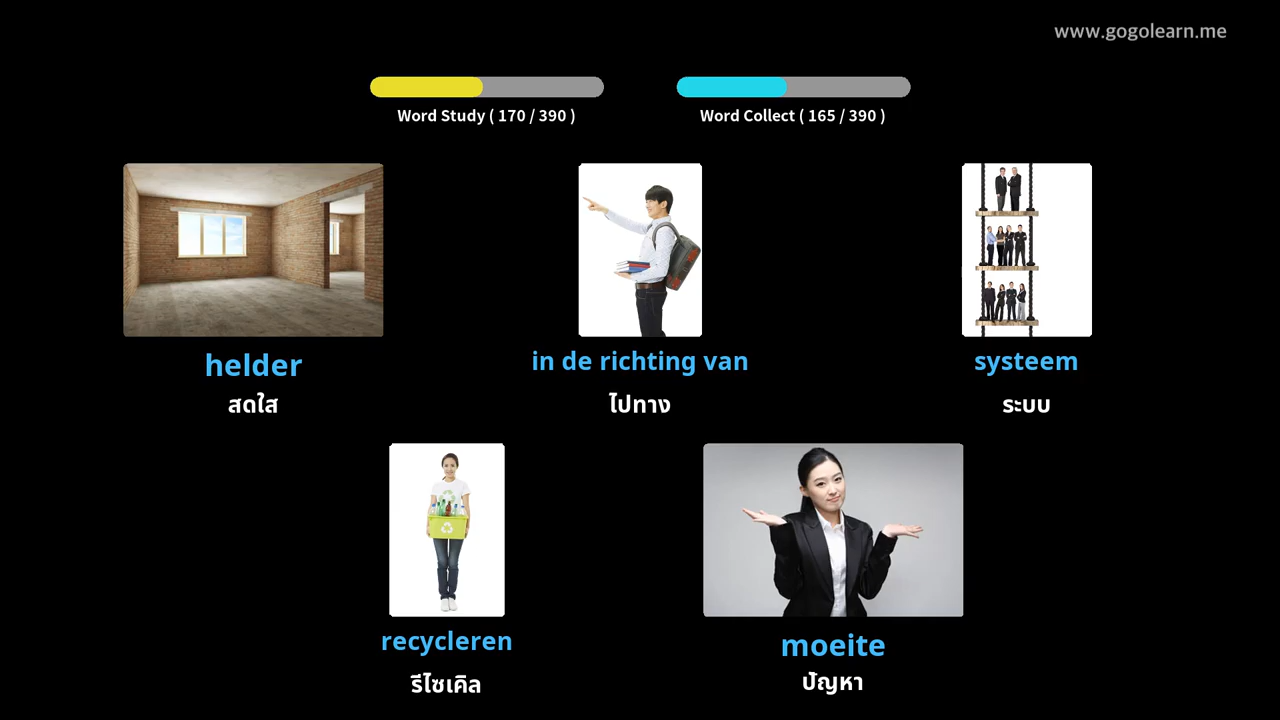 www.gogolearn.me
Word Study ( 170 / 390 )
Word Collect ( 165 / 390 )
helder
in de richting van
systeem
สดใส
ไปทาง
ระบบ
recycleren
moeite
รีไซเคิล
ปัญหา